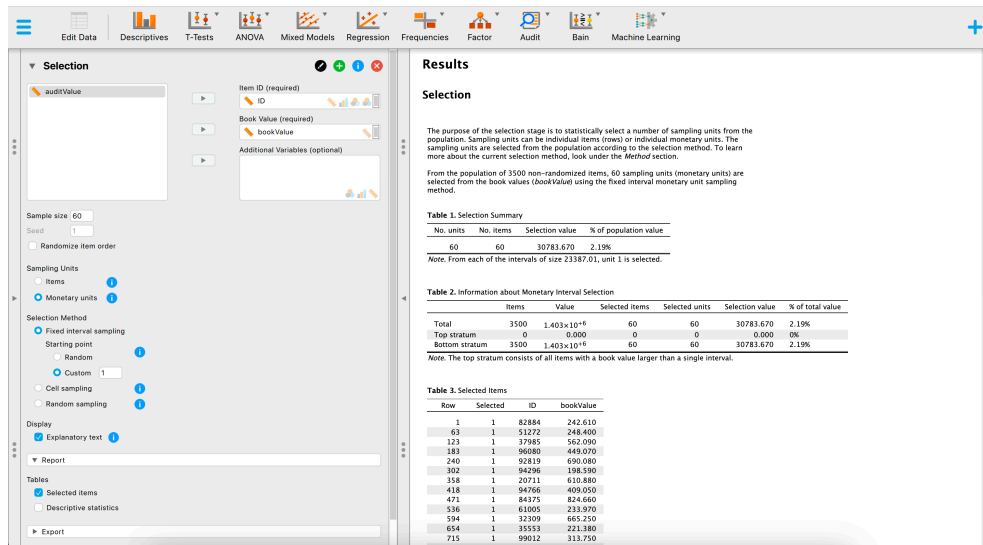 Edit Data
Descriptives
T-Tests
ANOVA
Mixed Models
Regression
Frequencies
Factor
Audit
Bain
Machine Learning
Selection
auditValue
Item ID (required)
ID
Book Value (required)
bookValue
Additional Variables (optional)
Sample size 60
Seed 1
Randomize item order
Sampling Units
Items
Monetary units
Selection Method
Fixed interval sampling
Starting point
Random
Custom 1
Cell sampling
Random sampling
Display
Explanatory text
Report
Tables
Selected items
Descriptive statistics
Export
Results
Selection
The purpose of the selection stage is to statistically select a number of sampling units from the
population. Sampling units can be individual items (rows) or individual monetary units. The
sampling units are selected from the population according to the selection method. To learn
more about the current selection method, look under the Method section.
From the population of 3500 non-randomized items, 60 sampling units (monetary units) are
selected from the book values (bookValue) using the fixed interval monetary unit sampling
method.
Table 1. Selection Summary
No. units No. items Selection value % of population value
60 60 30783.670 2.19%
Note. From each of the intervals of size 23387.01, unit 1 is selected.
Table 2. Information about Monetary Interval Selection
Items Value Selected items Selected units Selection value % of total value
Total 3500 1.403×10⁺⁶ 60 60 30783.670 2.19%
Top stratum 0 0.000 0 0 0.000 0%
Bottom stratum 3500 1.403×10⁺⁶ 60 60 30783.670 2.19%
Note. The top stratum consists of all items with a book value larger than a single interval.
Table 3. Selected Items
Row Selected ID bookValue
1 1 82884 242.610
63 1 51272 248.400
123 1 37985 562.090
183 1 96080 449.070
240 1 92819 690.080
302 1 94296 198.590
358 1 20711 610.880
418 1 94766 409.050
471 1 84375 824.660
536 1 61005 233.970
594 1 32309 665.250
654 1 35553 221.380
715 1 99012 313.750